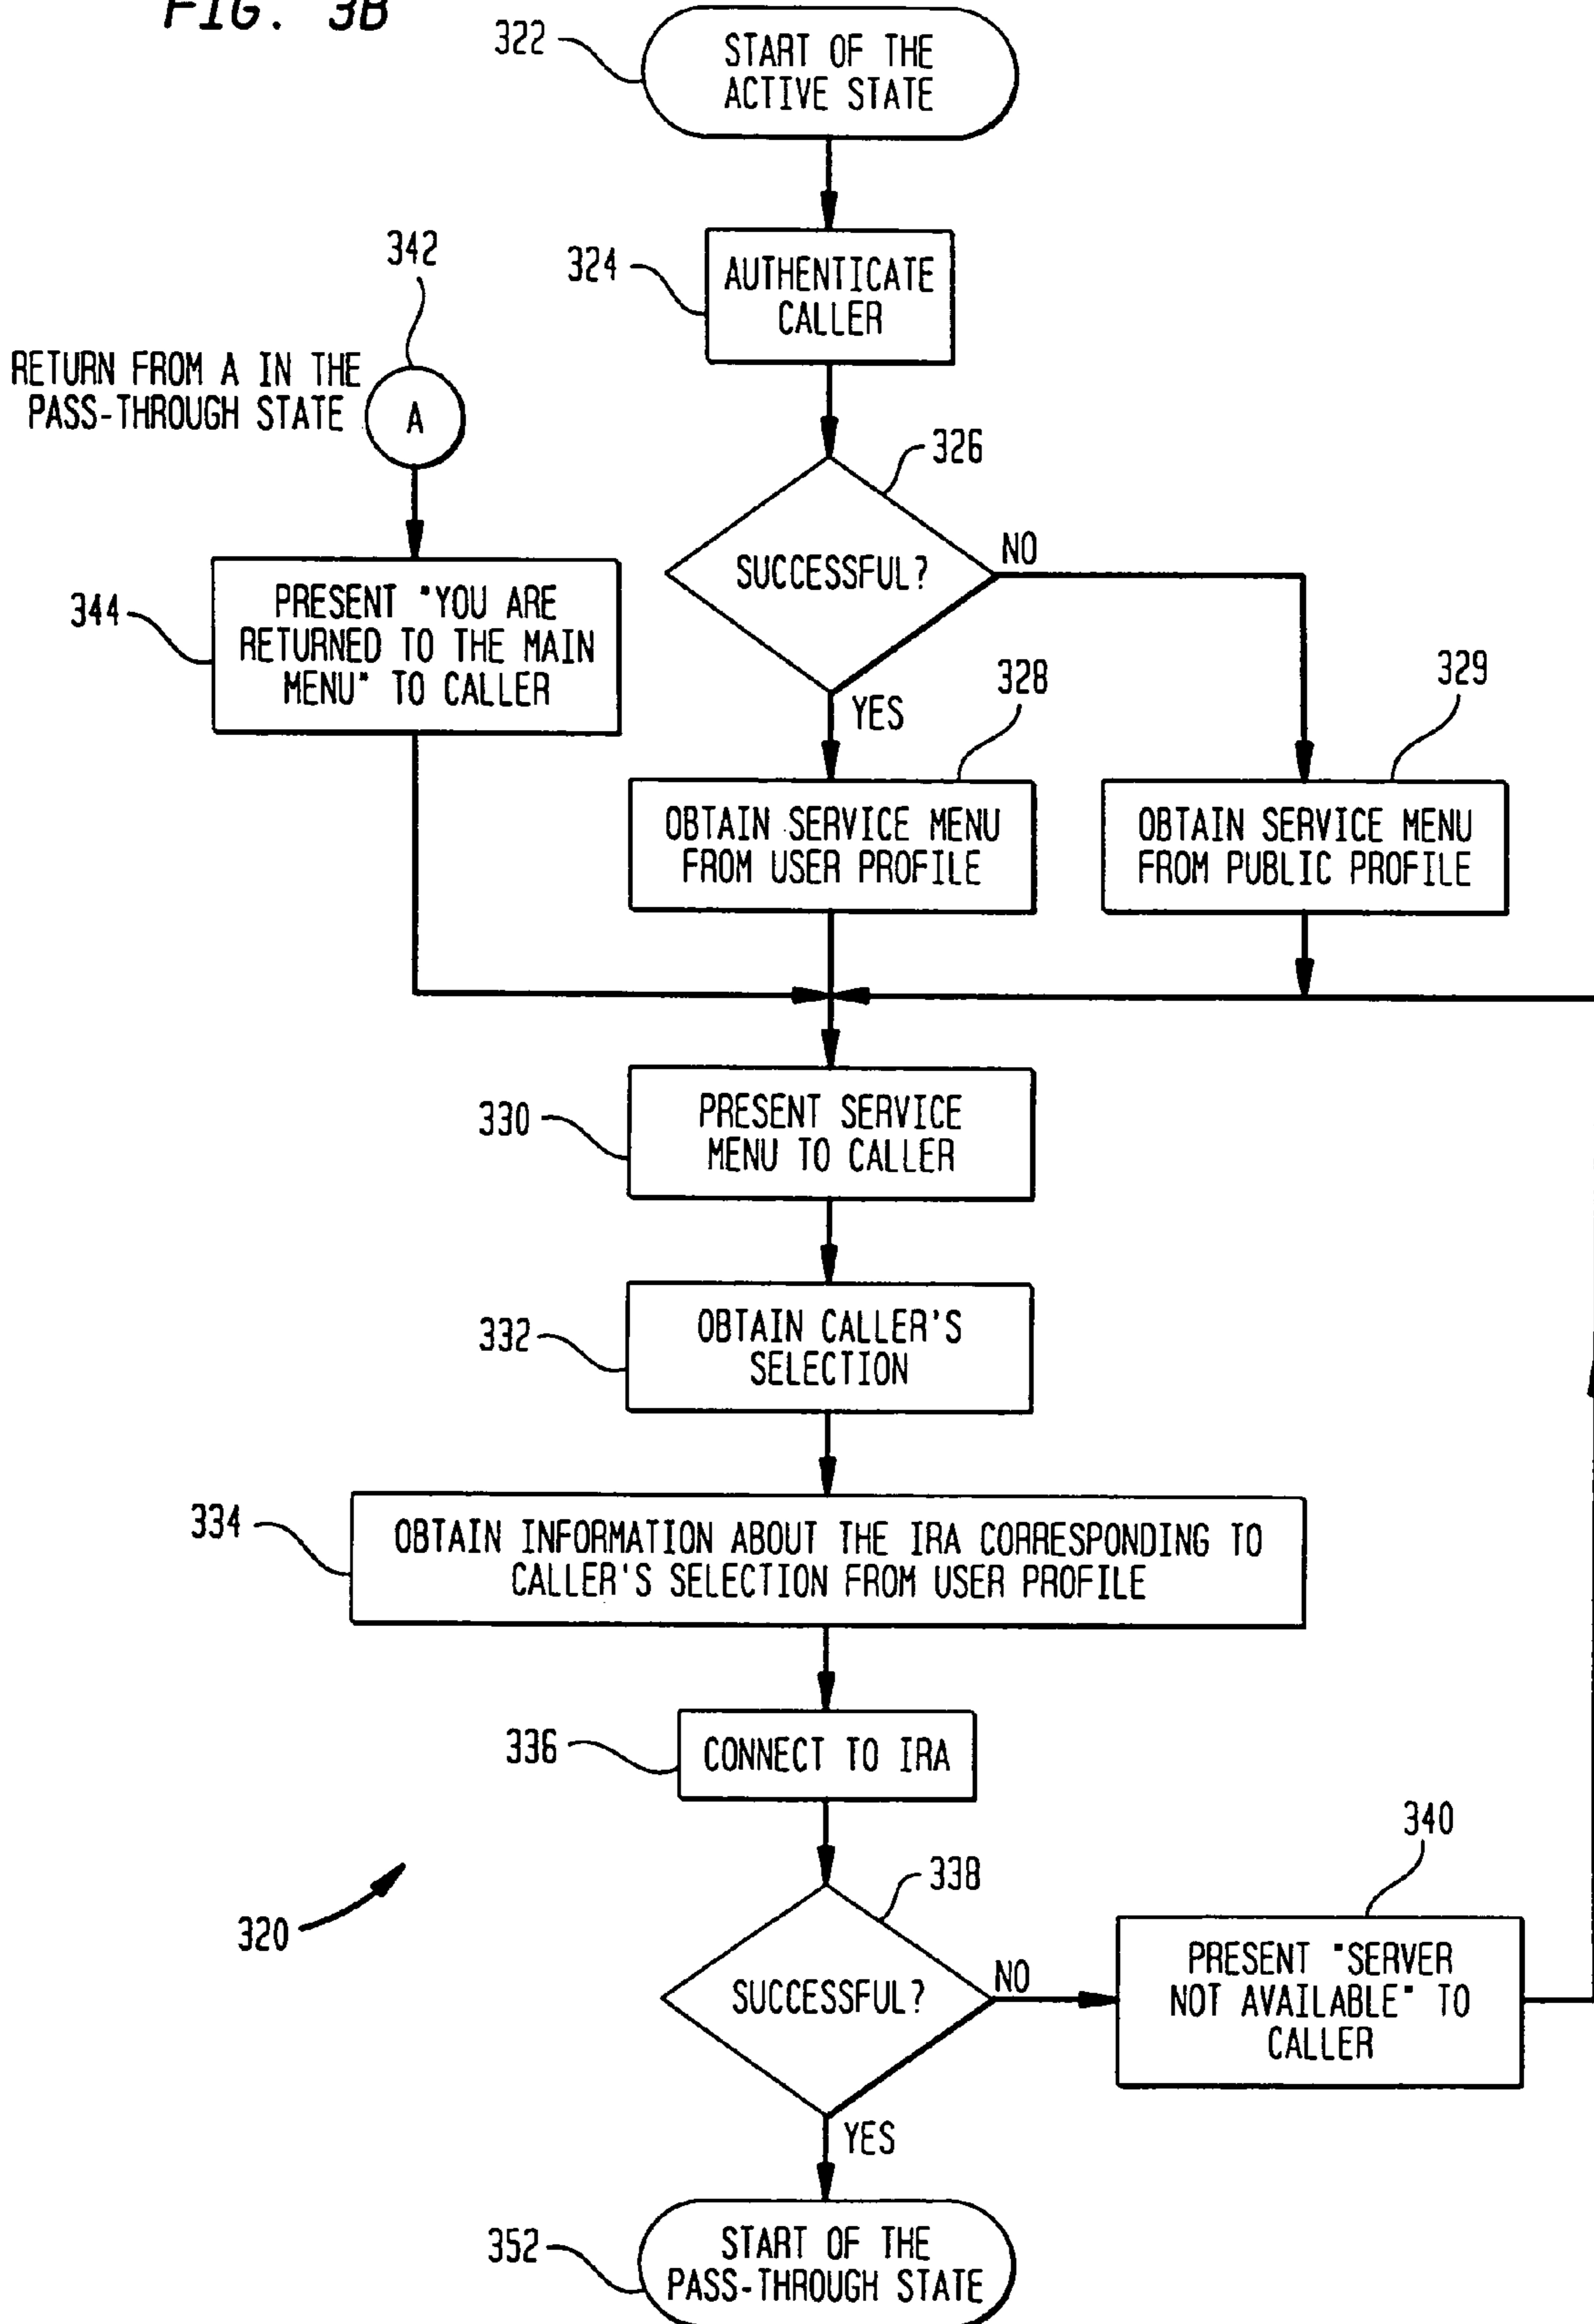 FIG. 3B
322
START OF THE
ACTIVE STATE
324
AUTHENTICATE
CALLER
342
RETURN FROM A IN THE
PASS-THROUGH STATE
A
326
SUCCESSFUL?
NO
YES
344
PRESENT "YOU ARE
RETURNED TO THE MAIN
MENU" TO CALLER
328
OBTAIN SERVICE MENU
FROM USER PROFILE
329
OBTAIN SERVICE MENU
FROM PUBLIC PROFILE
330
PRESENT SERVICE
MENU TO CALLER
332
OBTAIN CALLER'S
SELECTION
334
OBTAIN INFORMATION ABOUT THE IRA CORRESPONDING TO
CALLER'S SELECTION FROM USER PROFILE
336
CONNECT TO IRA
338
SUCCESSFUL?
NO
340
PRESENT "SERVER
NOT AVAILABLE" TO
CALLER
320
YES
352
START OF THE
PASS-THROUGH STATE